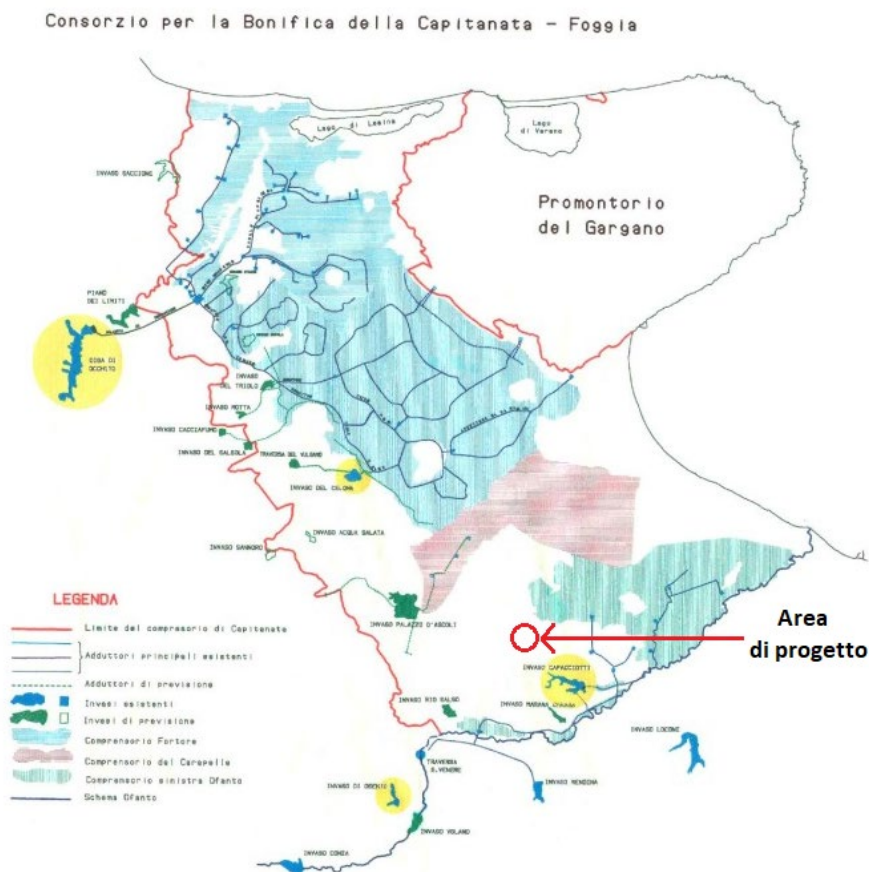 Consorzio per la Bonifica della Capitanata - Foggia
Lago di Lesina
Lago
di Varano
INVASO SACCIONE
Promontorio
del Gargano
PIANO
DEI LIMITI
DIGA DI
OCCHITO
INVASO
DEL TRIOLO
INVASO MOTTA
INVASO CACCIAFUMO
INVASO DEL SALSOLA
TRAVERSA DEL VULGANO
INVASO DEL CELONE
INVASO ACQUA SALATA
INVASO SANNORO
INVASO PALAZZO D'ASCOLI
Area
di progetto
INVASO CAPACCIOTTI
INVASO RIO SALSO
INVASO MARANA CHIARA
INVASO LOCONE
TRAVERSA
S.VENERE
INVASO RENDINA
INVASO DI OSENTO
INVASO VOLANO
INVASO CONZA
LEGENDA
Limite del compresorio di Capitanata
Adduttori principali esistenti
Adduttori di previsione
Invasi esistenti
Invasi di previsione
Comprensorio Fortore
Comprensorio del Carapelle
Comprensorio sinistra Ofanto
Schema Ofanto